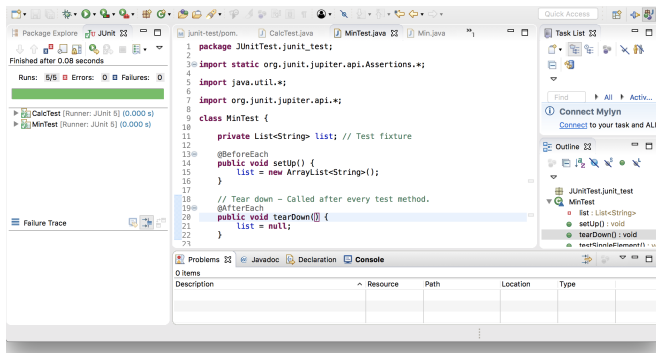 Quick Access
Package Explore
JUnit
Finished after 0.08 seconds
Runs: 5/5
Errors: 0
Failures: 0
CalcTest [Runner: JUnit 5] (0.000 s)
MinTest [Runner: JUnit 5] (0.000 s)
Failure Trace
junit-test/pom.
CalcTest.java
MinTest.java
Min.java
1 package JUnitTest.junit_test;
2
3 import static org.junit.jupiter.api.Assertions.*;
4
5 import java.util.*;
6
7 import org.junit.jupiter.api.*;
8
9 class MinTest {
10
11 private List<String> list; // Test fixture
12
13 @BeforeEach
14 public void setUp() {
15 list = new ArrayList<String>();
16 }
17
18 // Tear down – Called after every test method.
19 @AfterEach
20 public void tearDown() {
21 list = null;
22 }
23
Task List
Find
All
Activ...
Connect Mylyn
Connect to your task and ALI
Outline
JUnitTest.junit_test
MinTest
list : List<String>
setUp() : void
tearDown() : void
testSingleElement() : v
Problems
Javadoc
Declaration
Console
0 items
Description
Resource
Path
Location
Type